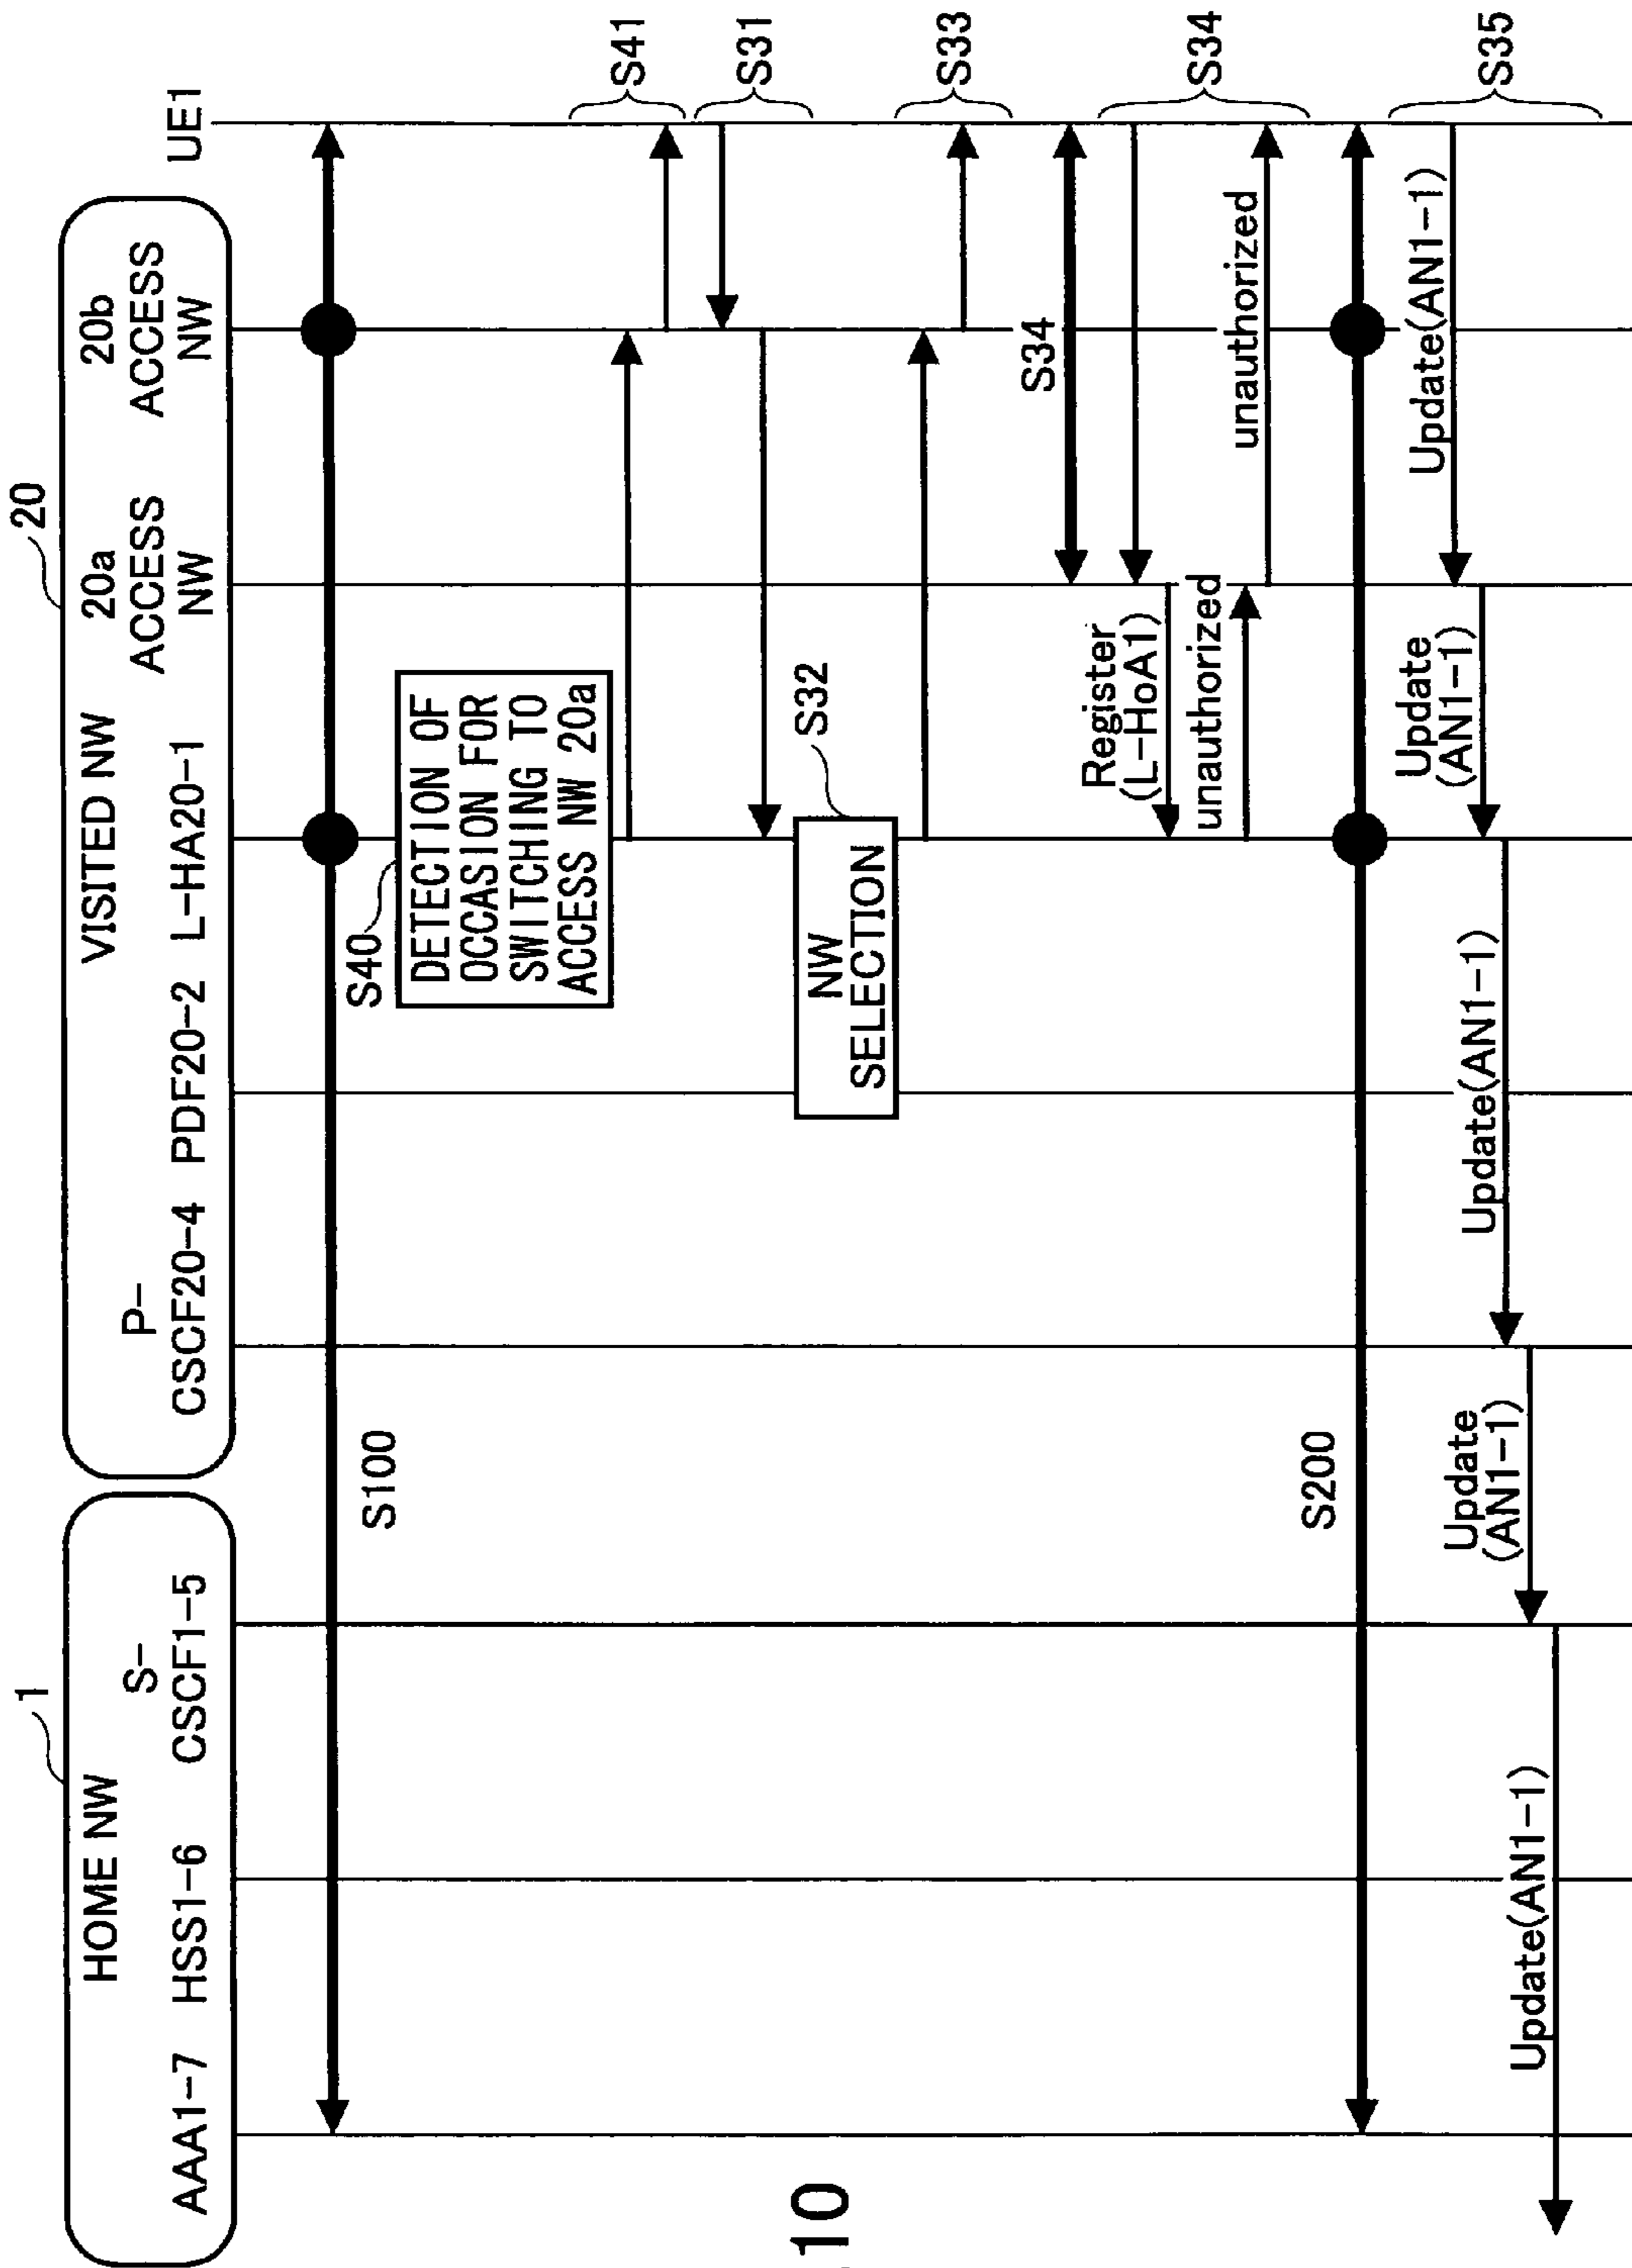 1
HOME NW
S-
AAA1-7 HSS1-6 CSCF1-5
20
VISITED NW
P-
20a
20b
ACCESS
ACCESS
CSCF20-4 PDF20-2 L-HA20-1
NW
NW
UE1
S100
S40
DETECTION OF
OCCASION FOR
SWITCHING TO
ACCESS NW 20a
S41
S31
NW
SELECTION
S32
S33
S34
Register
(L-HoA1)
unauthorized
unauthorized
S34
S200
Update(AN1-1)
Update
(AN1-1)
Update(AN1-1)
Update
(AN1-1)
Update(AN1-1)
S35
10